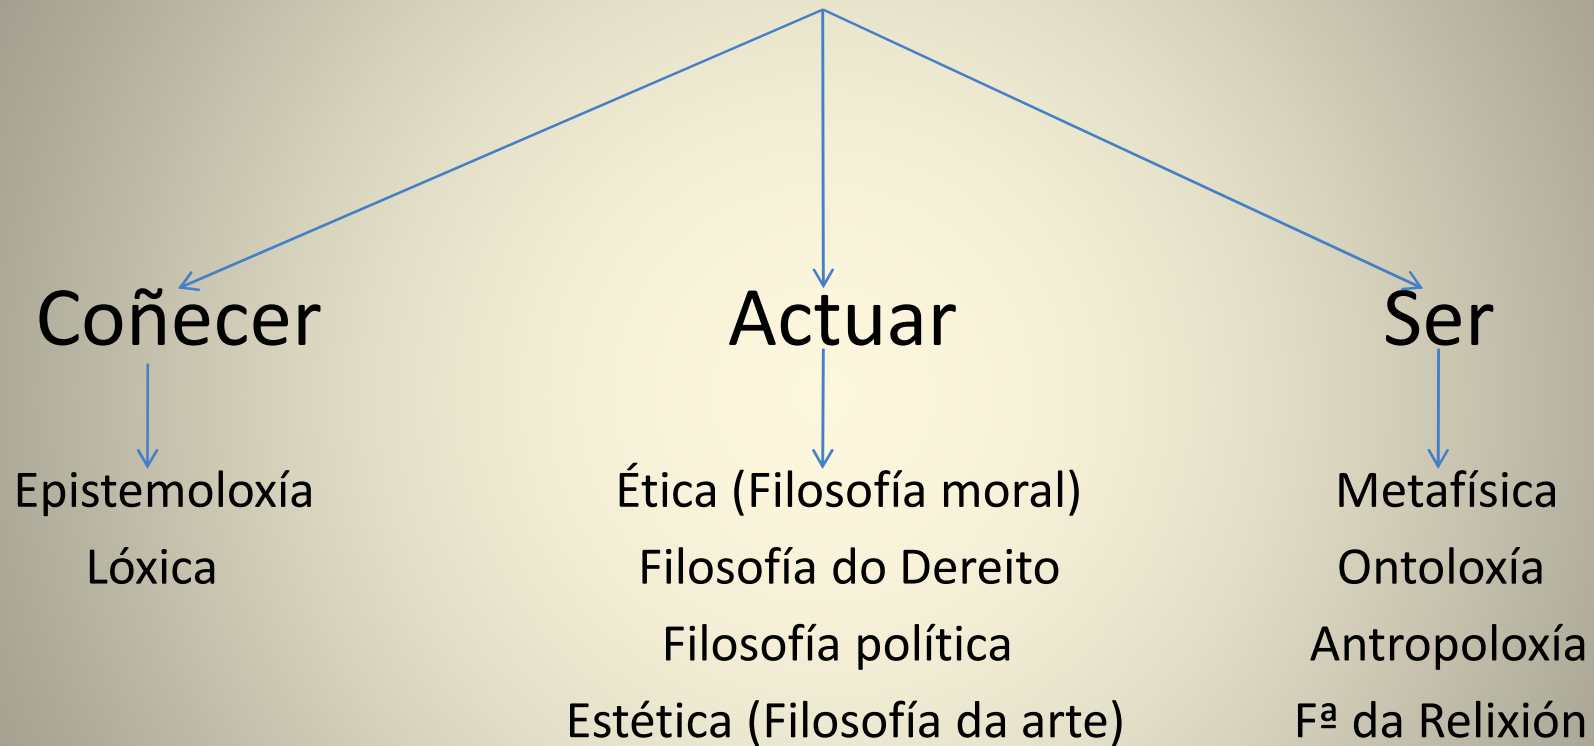 Coñecer
Actuar
Ser
Epistemoloxía
Lóxica
Ética (Filosofía moral)
Filosofía do Dereito
Filosofía política
Estética (Filosofía da arte)
Metafísica
Ontoloxía
Antropoloxía
Fª da Relixión